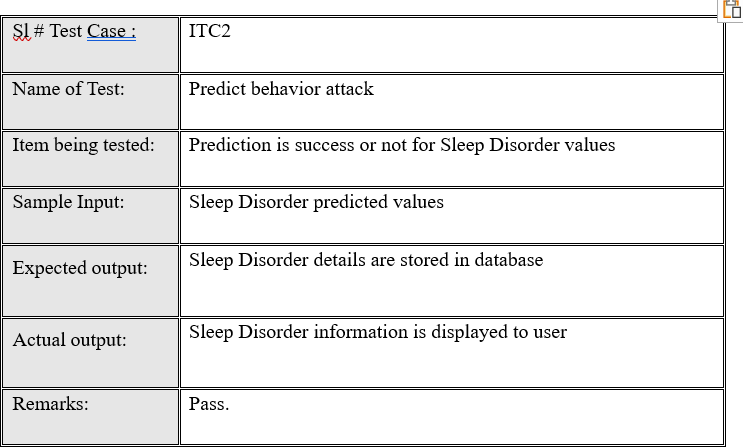 Sl # Test Case : ITC2
Name of Test: Predict behavior attack
Item being tested: Prediction is success or not for Sleep Disorder values
Sample Input: Sleep Disorder predicted values
Expected output: Sleep Disorder details are stored in database
Actual output: Sleep Disorder information is displayed to user
Remarks: Pass.